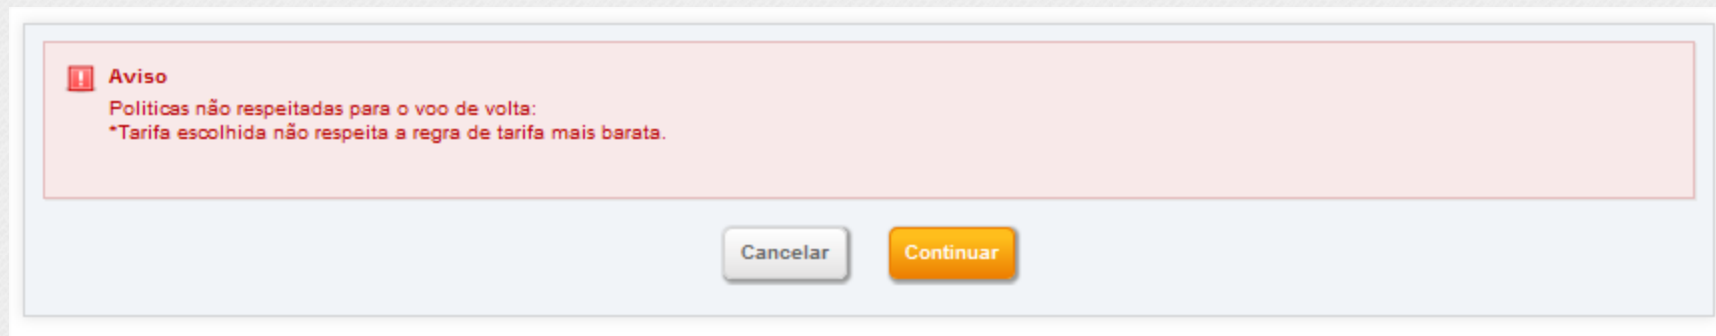 Aviso
Politicas não respeitadas para o voo de volta:
*Tarifa escolhida não respeita a regra de tarifa mais barata.
Cancelar
Continuar